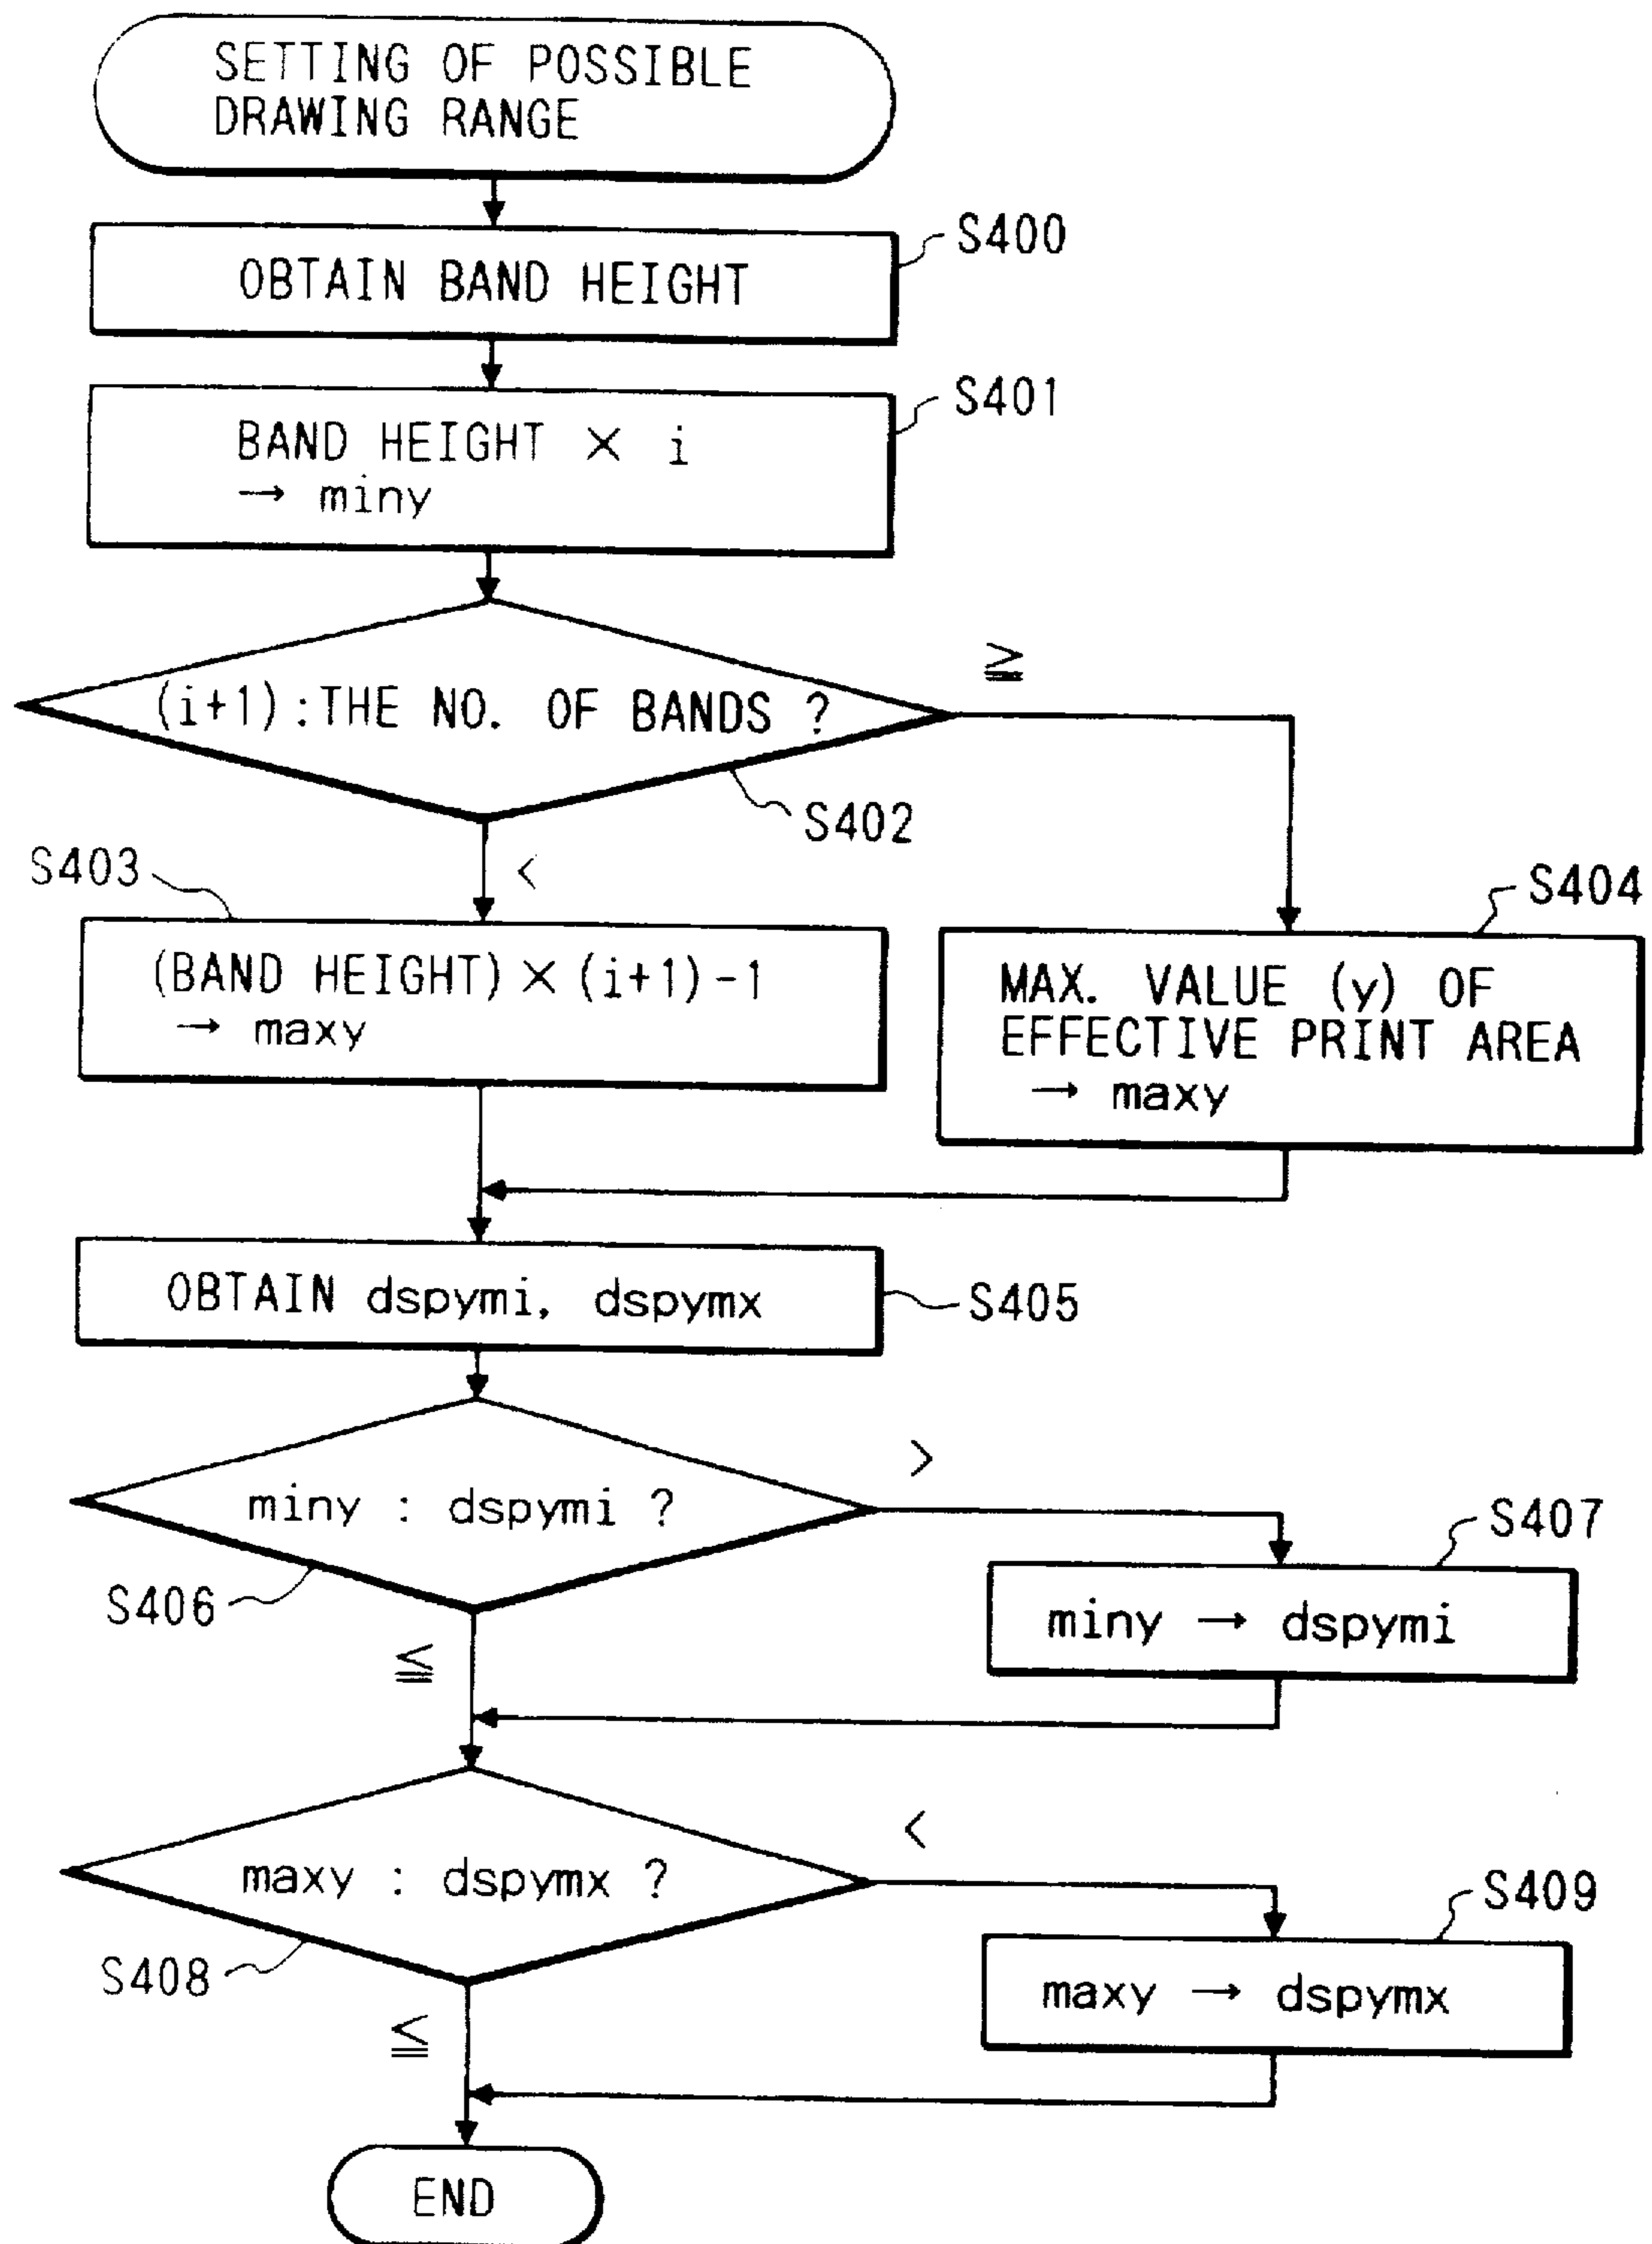 SETTING OF POSSIBLE
DRAWING RANGE
S400
OBTAIN BAND HEIGHT
S401
BAND HEIGHT × i
→ miny
≧
(i+1):THE NO. OF BANDS ?
S402
<
S403
(BAND HEIGHT)×(i+1)-1
→ maxy
S404
MAX. VALUE (y) OF
EFFECTIVE PRINT AREA
→ maxy
OBTAIN dspymi, dspymx
S405
miny : dspymi ?
>
S406
≦
S407
miny → dspymi
maxy : dspymx ?
<
S408
≦
S409
maxy → dspymx
END